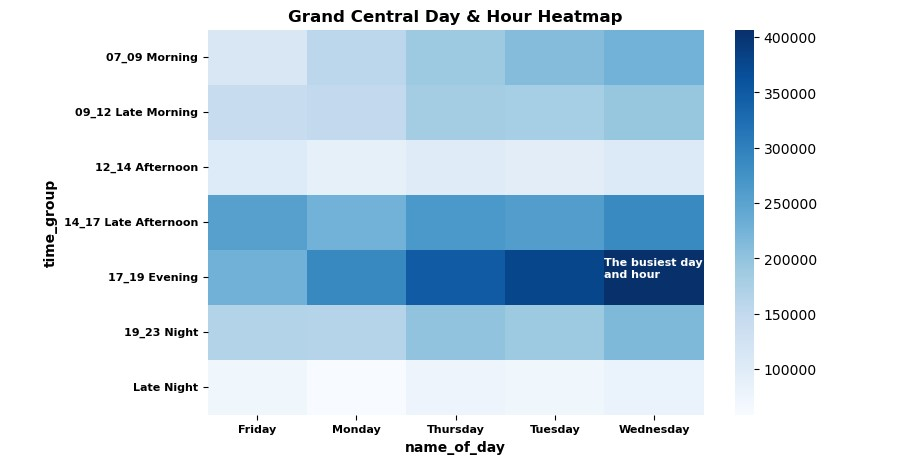 Grand Central Day & Hour Heatmap
time_group
07_09 Morning
09_12 Late Morning
12_14 Afternoon
14_17 Late Afternoon
17_19 Evening
19_23 Night
Late Night
The busiest day
and hour
Friday Monday Thursday Tuesday Wednesday
name_of_day
400000
350000
300000
250000
200000
150000
100000